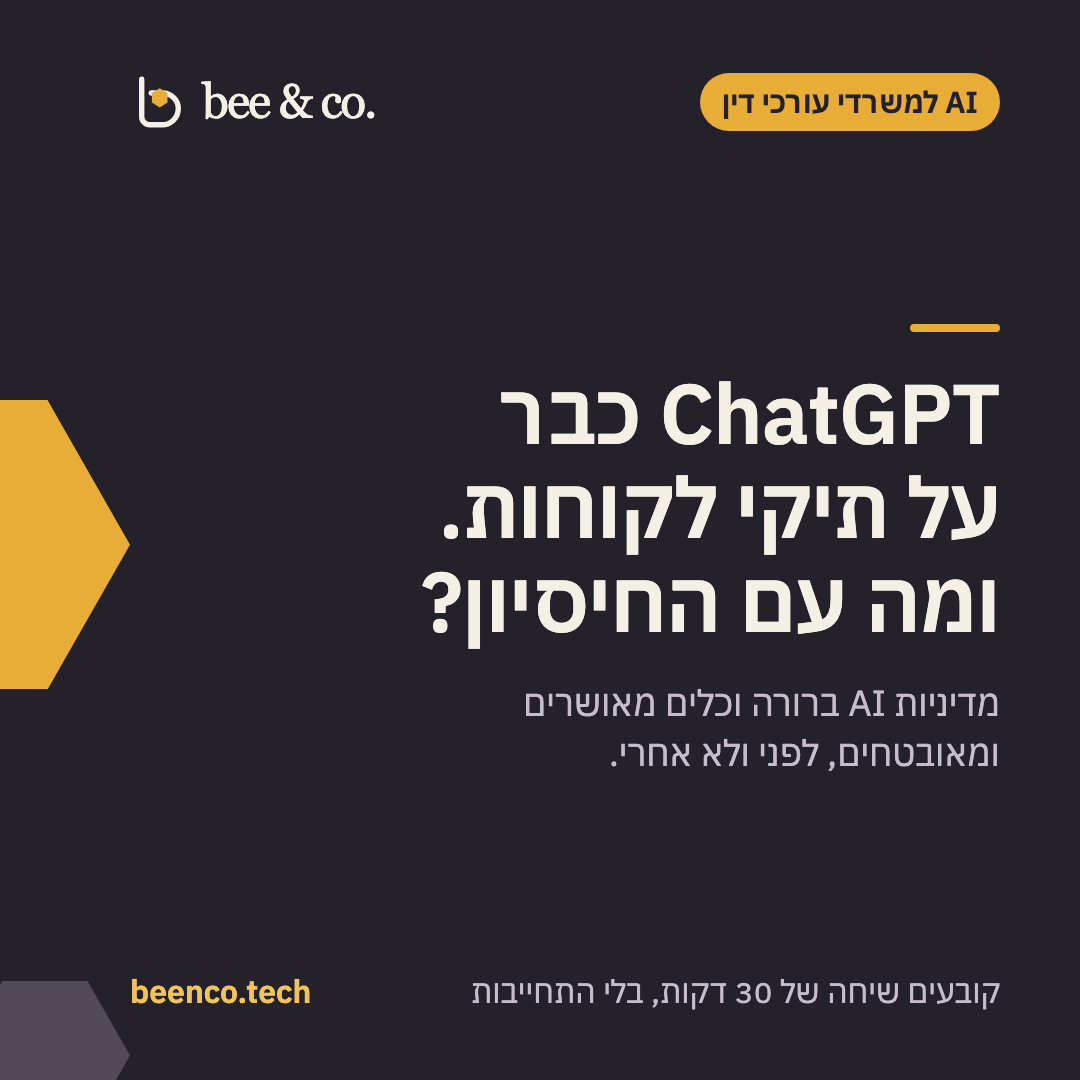 bee & co.
AI למשרדי עורכי דין
ChatGPT כבר
על תיקי לקוחות.
ומה עם החיסיון?
מדיניות AI ברורה וכלים מאושרים
ומאובטחים, לפני ולא אחרי.
קובעים שיחה של 30 דקות, בלי התחייבות
beenco.tech